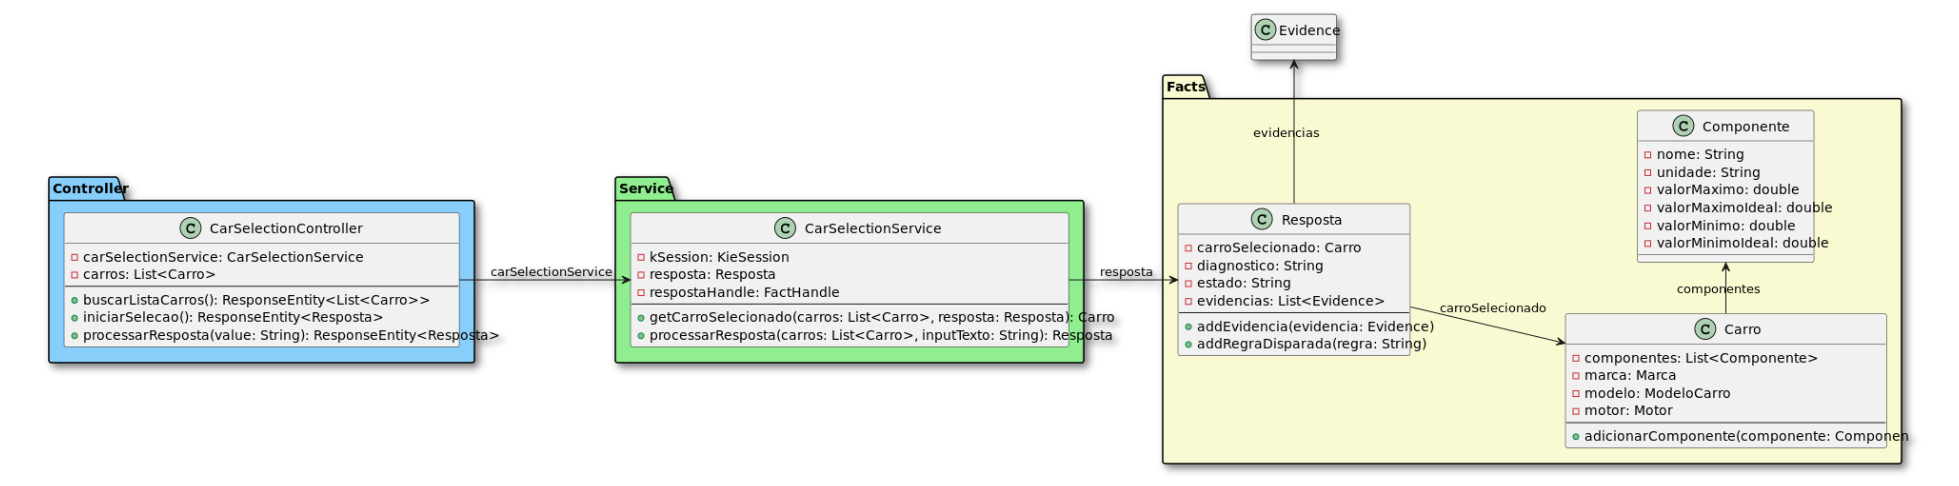 C Evidence
Facts
evidencias
C Componente
nome: String
unidade: String
valorMaximo: double
valorMaximoIdeal: double
valorMinimo: double
valorMinimoIdeal: double
Controller
C CarSelectionController
carSelectionService: CarSelectionService
carros: List<Carro>
buscarListaCarros(): ResponseEntity<List<Carro>>
iniciarSelecao(): ResponseEntity<Resposta>
processarResposta(value: String): ResponseEntity<Resposta>
carSelectionService
Service
C CarSelectionService
kSession: KieSession
resposta: Resposta
respostaHandle: FactHandle
getCarroSelecionado(carros: List<Carro>, resposta: Resposta): Carro
processarResposta(carros: List<Carro>, inputTexto: String): Resposta
resposta
C Resposta
carroSelecionado: Carro
diagnostico: String
estado: String
evidencias: List<Evidence>
addEvidencia(evidencia: Evidence)
addRegraDisparada(regra: String)
carroSelecionado
componentes
C Carro
componentes: List<Componente>
marca: Marca
modelo: ModeloCarro
motor: Motor
adicionarComponente(componente: Componen